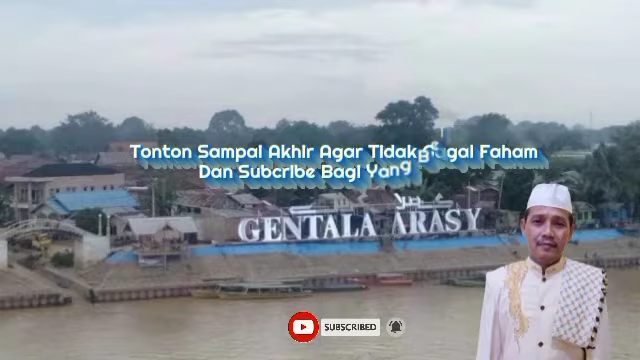 Tonton Sampai Akhir Agar Tidak gal Faham
Dan Subcribe Bagi Yang
GENTALA ARASY
SUBSCRIBED